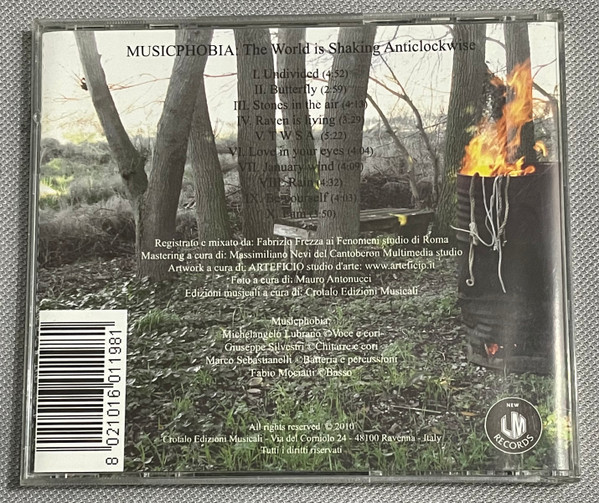 MUSICPHOBIA: The World is Shaking Anticlockwise
I. Undivided (4:52)
II. Butterfly (2:59)
III. Stones in the air (4:13)
IV. Raven is flying (3:29)
V. T W S A (5:22)
VI. Love in your eyes (4:04)
VII. January wind (4:09)
VIII. Rain (4:32)
IX. Be yourself (4:03)
X. :50)
Registrato e mixato da: Fabrizio Frezza ai Fenomeni studio di Roma
Mastering a cura di: Massimiliano Nevi del Cantoberon Multimedia studio
Artwork a cura di: ARTEFICIO studio d'arte: www.arteficio.it
Foto a cura di: Mauro Antonucci
Edizioni musicali a cura di: Crotalo Edizioni Musicali
Musicphobia:
Michelangelo Lubrano ©Voce e cori
Giuseppe Silvestri ©Chitarre e cori
Marco Sebastianelli ©Batteria e percussioni
Fabio Mociatti ©Basso
All rights reserved © 2010
Crotalo Edizioni Musicali - Via del Corniolo 24 - 48100 Ravenna - Italy
Tutti i diritti riservati
8 021016 011981
NEW
LM
RECORDS